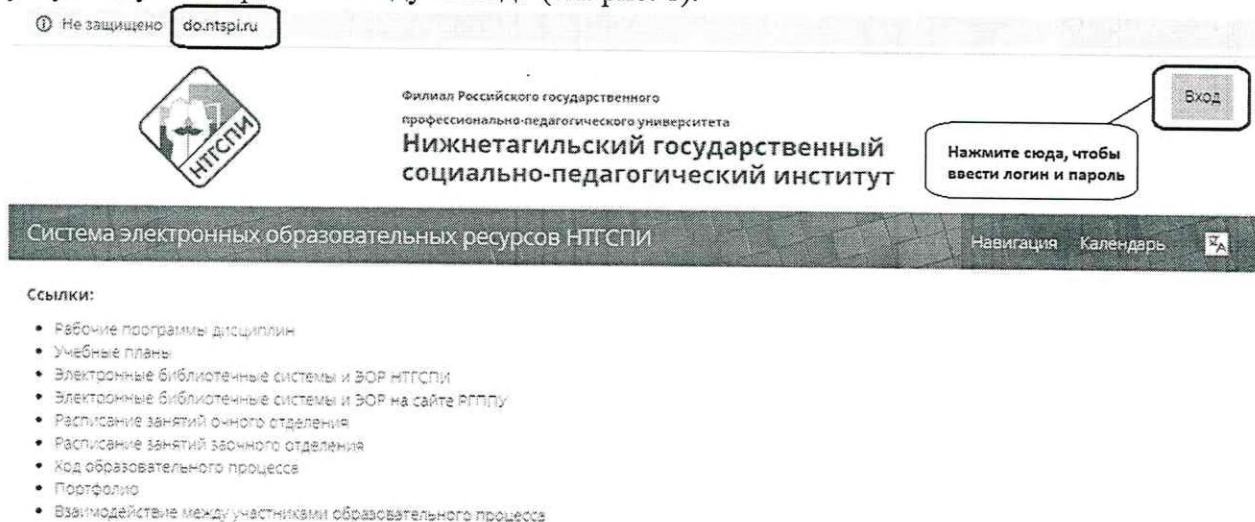 Не защищено do.ntspi.ru
Вход
НТГСПИ
Филиал Российского государственного
профессионально-педагогического университета
Нижнетагильский государственный
социально-педагогический институт
Нажмите сюда, чтобы
ввести логин и пароль
Система электронных образовательных ресурсов НТГСПИ
Навигация Календарь
Ссылки:
Рабочие программы дисциплин
Учебные планы
Электронные библиотечные системы и ЭОР НТГСПИ
Электронные библиотечные системы и ЭОР на сайте РГППУ
Расписание занятий очного отделения
Расписание занятий заочного отделения
Ход образовательного процесса
Портфолио
Взаимодействие между участниками образовательного процесса